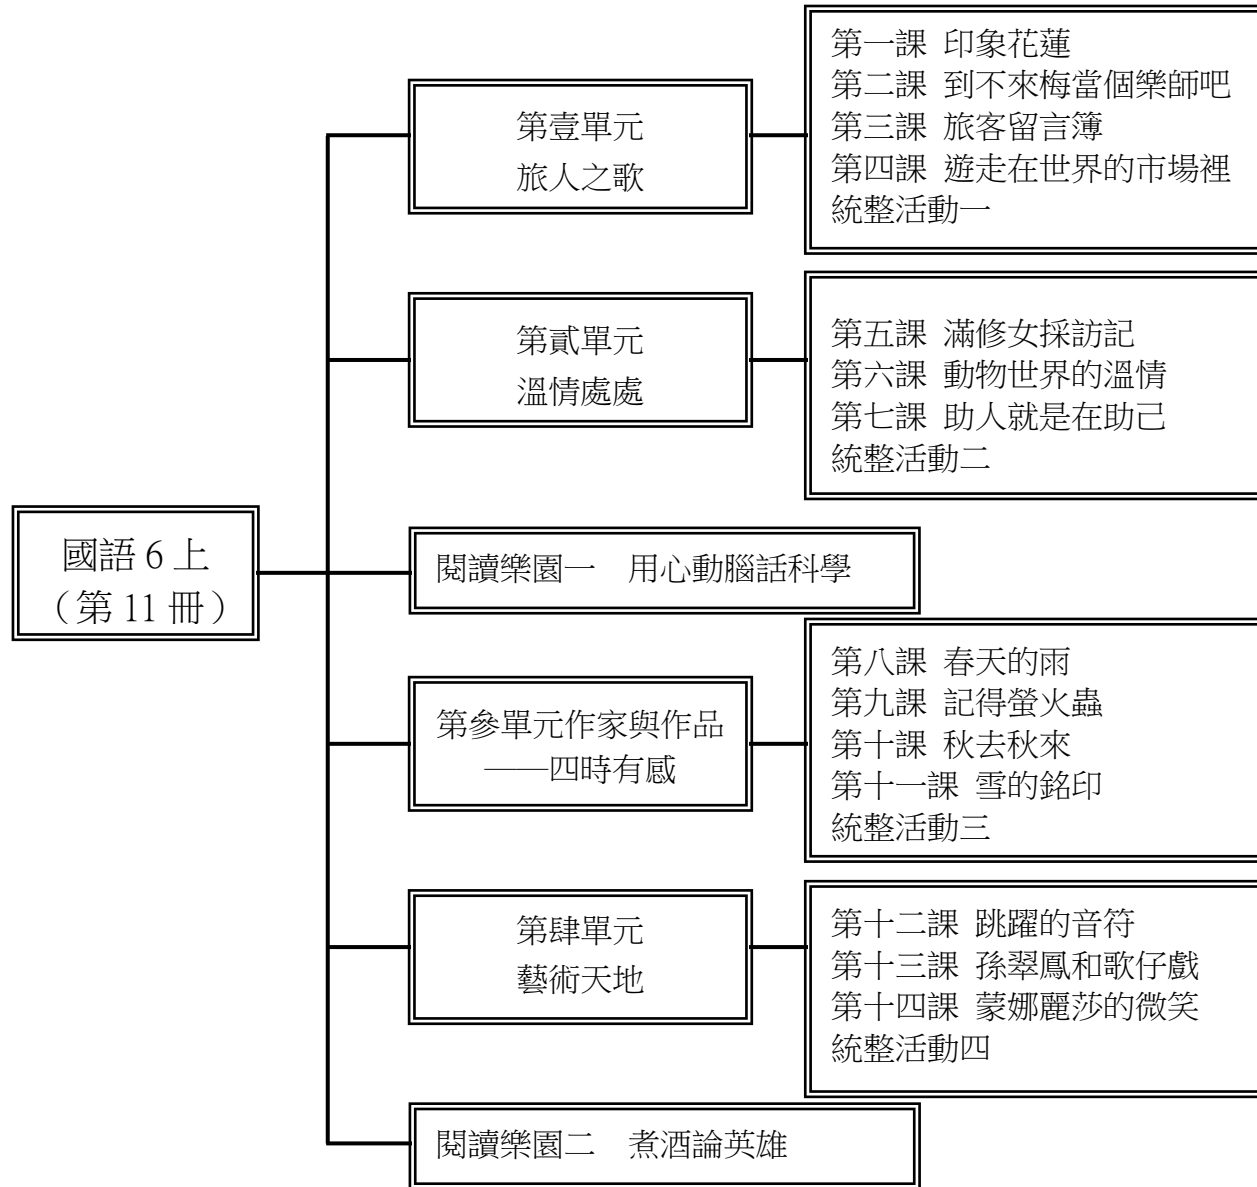 國語 6 上
（第 11 冊）
第壹單元
旅人之歌
第一課 印象花蓮
第二課 到不來梅當個樂師吧
第三課 旅客留言簿
第四課 遊走在世界的市場裡
統整活動一
第貳單元
溫情處處
第五課 滿修女採訪記
第六課 動物世界的溫情
第七課 助人就是在助己
統整活動二
閱讀樂園一　用心動腦話科學
第參單元作家與作品
——四時有感
第八課 春天的雨
第九課 記得螢火蟲
第十課 秋去秋來
第十一課 雪的銘印
統整活動三
第肆單元
藝術天地
第十二課 跳躍的音符
第十三課 孫翠鳳和歌仔戲
第十四課 蒙娜麗莎的微笑
統整活動四
閱讀樂園二　煮酒論英雄